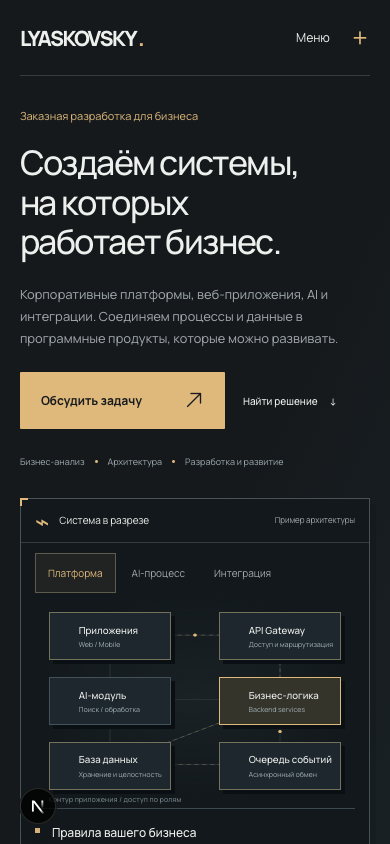 LYASKOVSKY.
Меню
Заказная разработка для бизнеса
Создаём системы,
на которых
работает бизнес.
Корпоративные платформы, веб-приложения, AI и
интеграции. Соединяем процессы и данные в
программные продукты, которые можно развивать.
Обсудить задачу
Найти решение ↓
Бизнес-анализ • Архитектура • Разработка и развитие
Система в разрезе
Пример архитектуры
Платформа
AI-процесс
Интеграция
Приложения
Web / Mobile
API Gateway
Доступ и маршрутизация
AI-модуль
Поиск / обработка
Бизнес-логика
Backend services
База данных
Хранение и целостность
Очередь событий
Асинхронный обмен
N
приложения / доступ по ролям
Правила вашего бизнеса